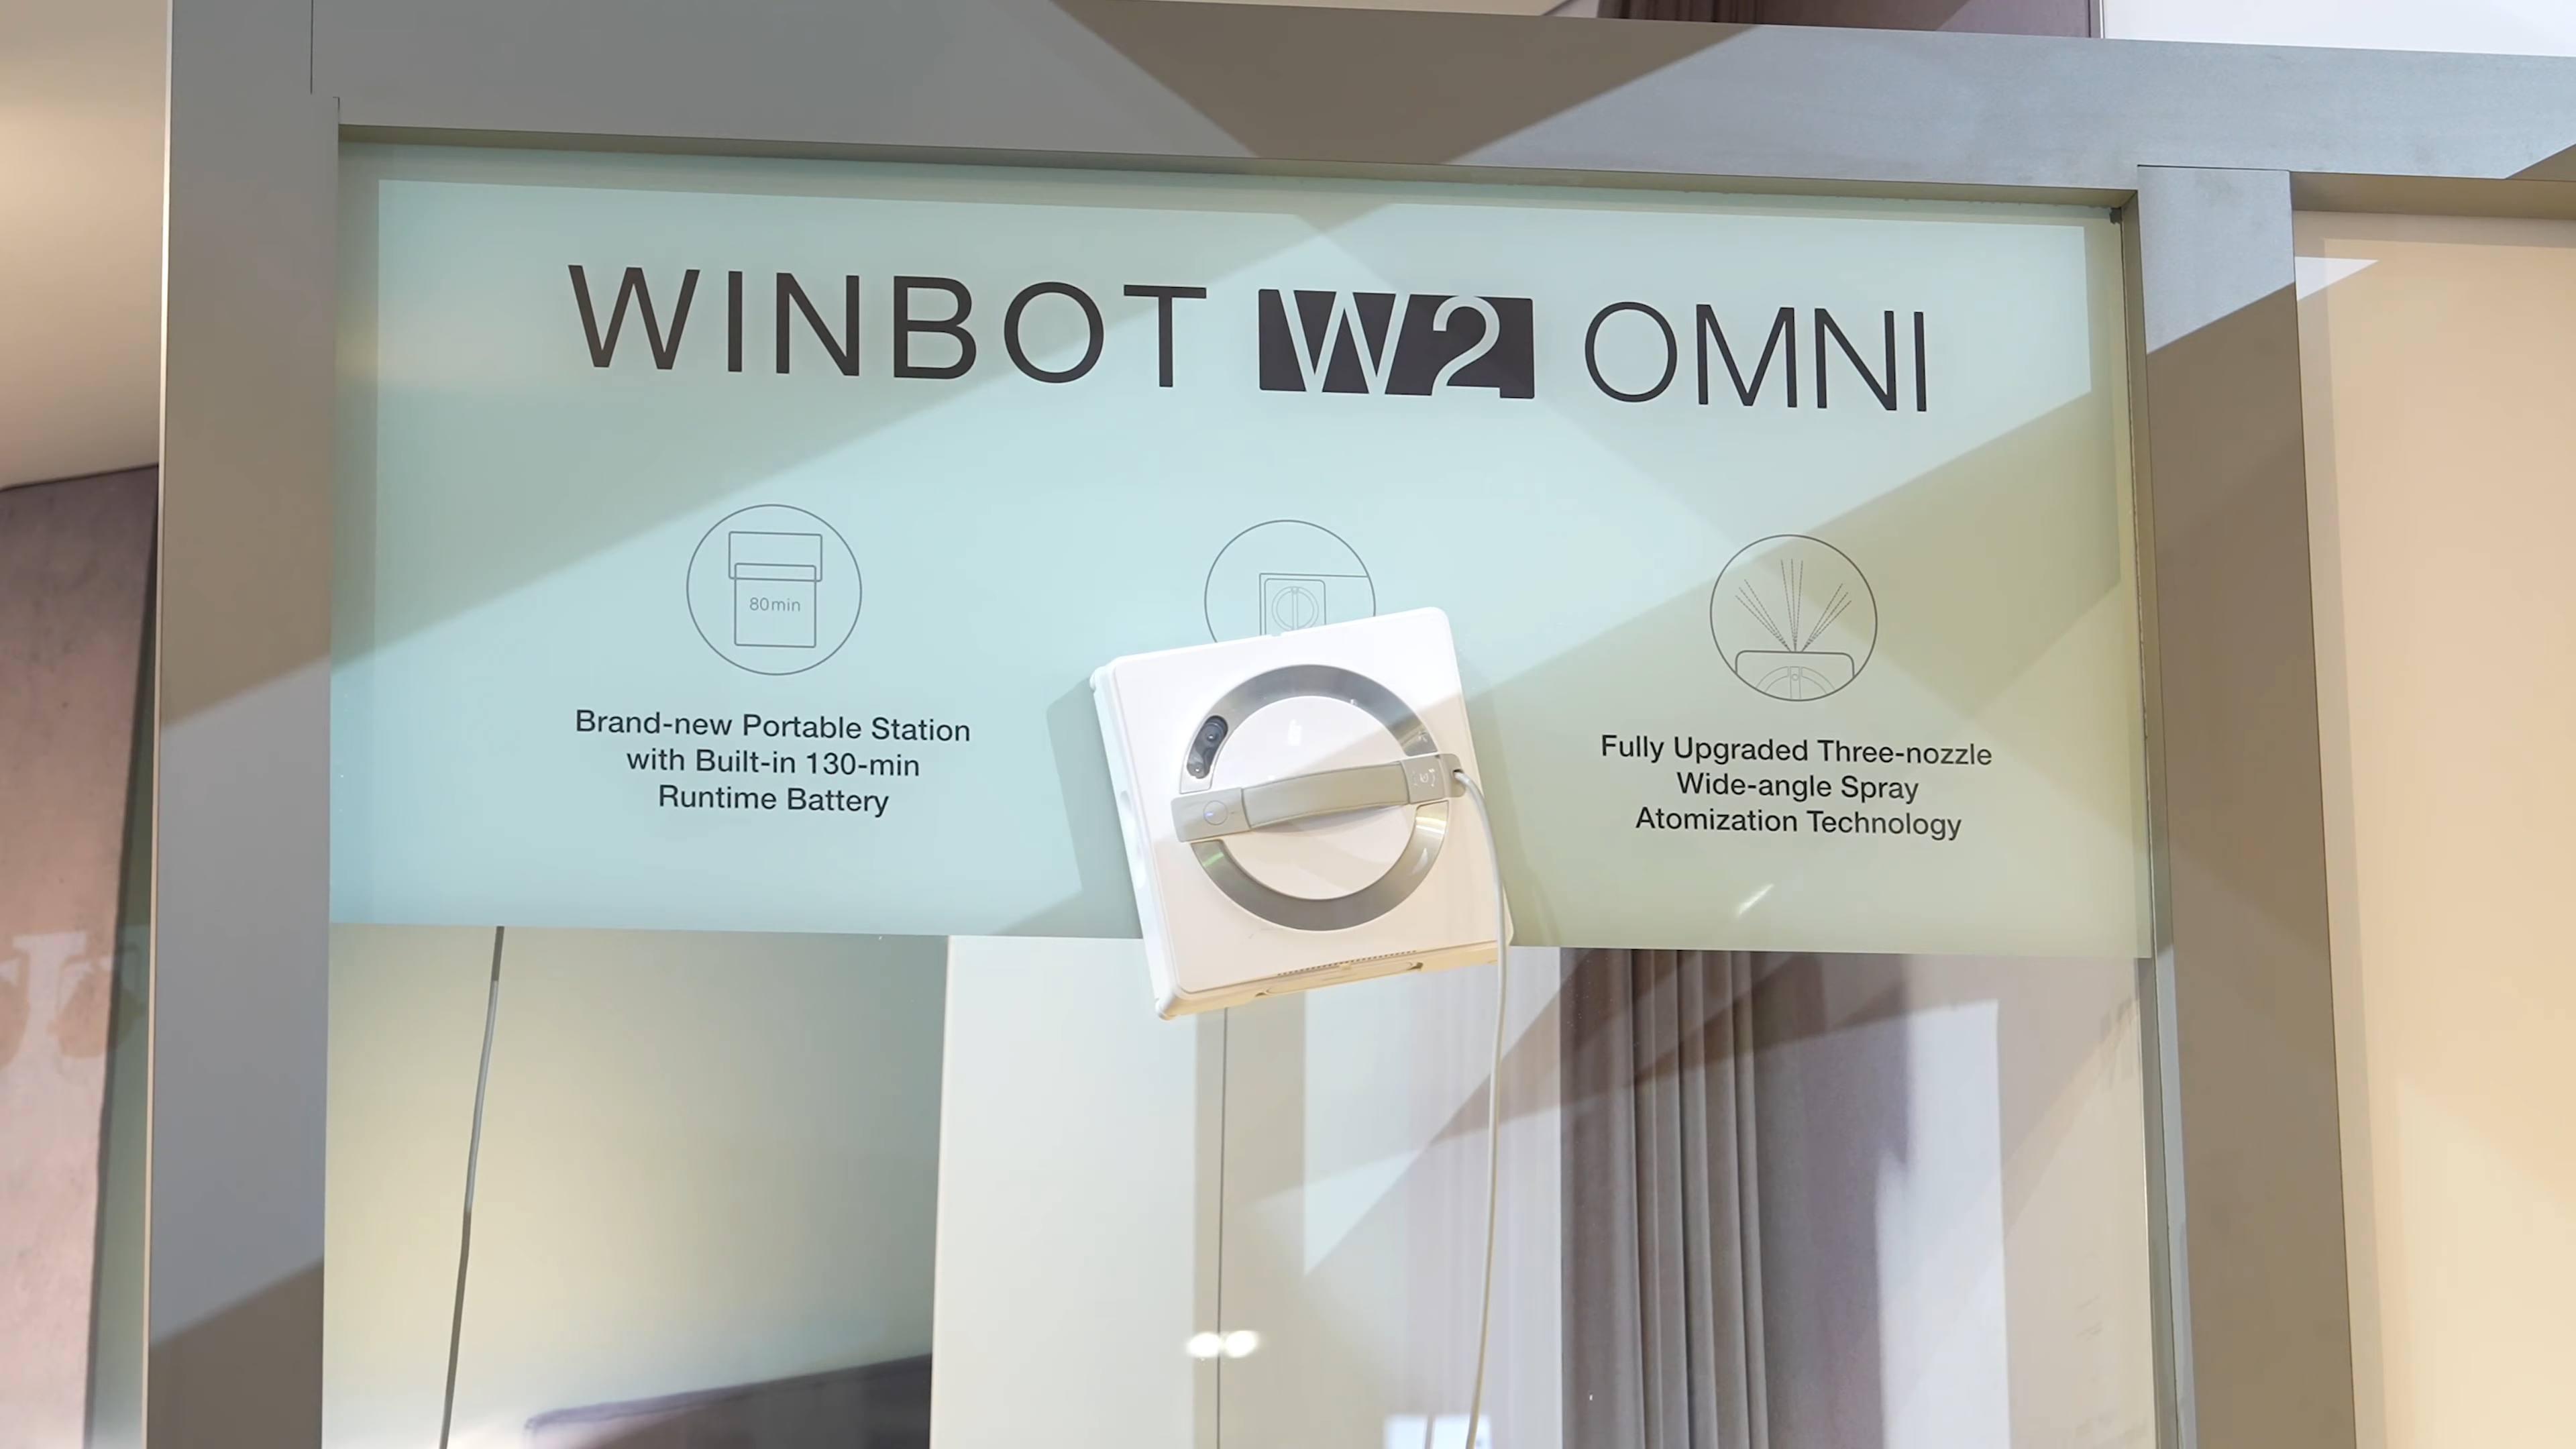 WINBOT W2 OMNI
80min
Brand-new Portable Station
with Built-in 130-min
Runtime Battery
Fully Upgraded Three-nozzle
Wide-angle Spray
Atomization Technology